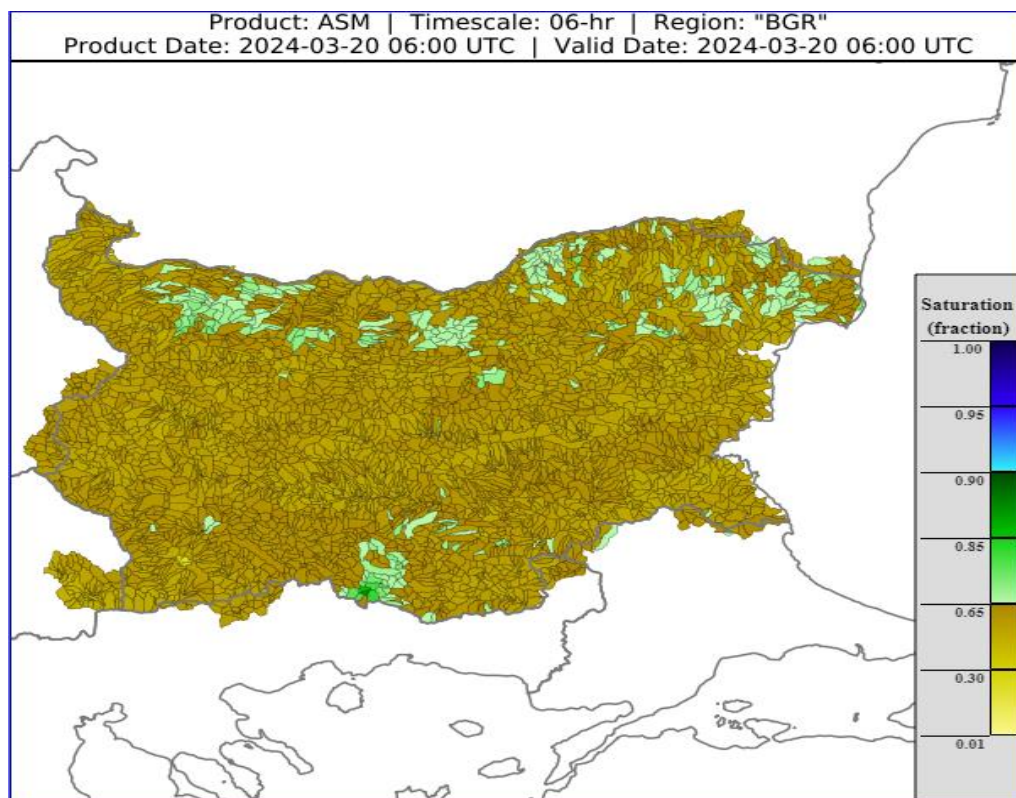 Product: ASM | Timescale: 06-hr | Region: "BGR"
Product Date: 2024-03-20 06:00 UTC | Valid Date: 2024-03-20 06:00 UTC
Saturation
(fraction)
1.00
0.95
0.90
0.85
0.65
0.30
0.01